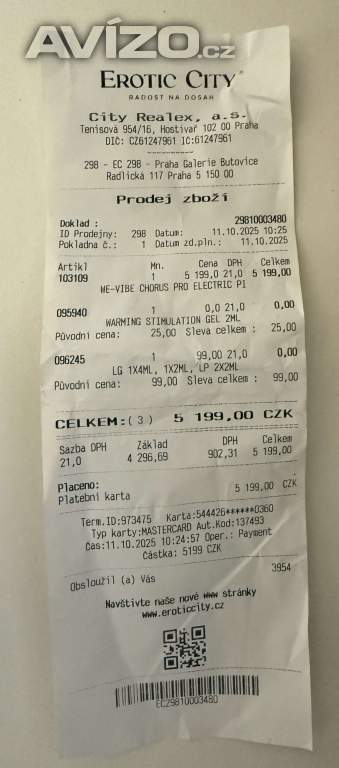 AVÍZO.cz
EROTIC CITY
RADOST NA DOSAH
City Realex, a.s.
Tenisová 954/16, Hostivař 102 00 Praha
DIČ: CZ61247961 IČ:61247961
298 - EC 298 - Praha Galerie Butovice
Radlická 117 Praha 5 150 00
Prodej zboží
Doklad : 29810003480
ID Prodejny: 298 Datum: 11.10.2025 10:25
Pokladna č.: 1 Datum zd.pln.: 11.10.2025
Artikl Mn. Cena DPH Celkem
103109 1 5 199,0 21,0 5 199,00
WE-VIBE CHORUS PRO ELECTRIC PI
095940 1 0,0 21,0 0,00
WARMING STIMULATION GEL 2ML
Původní cena: 25,00 Sleva celkem : 25,00
096245 1 99,00 21,0 0,00
LG 1X4ML, 1X2ML, LP 2X2ML
Původní cena: 99,00 Sleva celkem : 99,00
CELKEM:(3) 5 199,00 CZK
Sazba DPH Základ DPH Celkem
21,0 4 296,69 902,31 5 199,00
Placeno:
Platební karta 5 199,00 CZK
Term.ID:973475 Karta:544426******0360
Typ karty:MASTERCARD Aut.Kod:137493
Čas:11.10.2025 10:24:57 Oper.: Payment
Částka: 5199 CZK
Obsloužil (a) Vás 3954
Navštivte naše nové www stránky
www.eroticcity.cz
EC29810003480